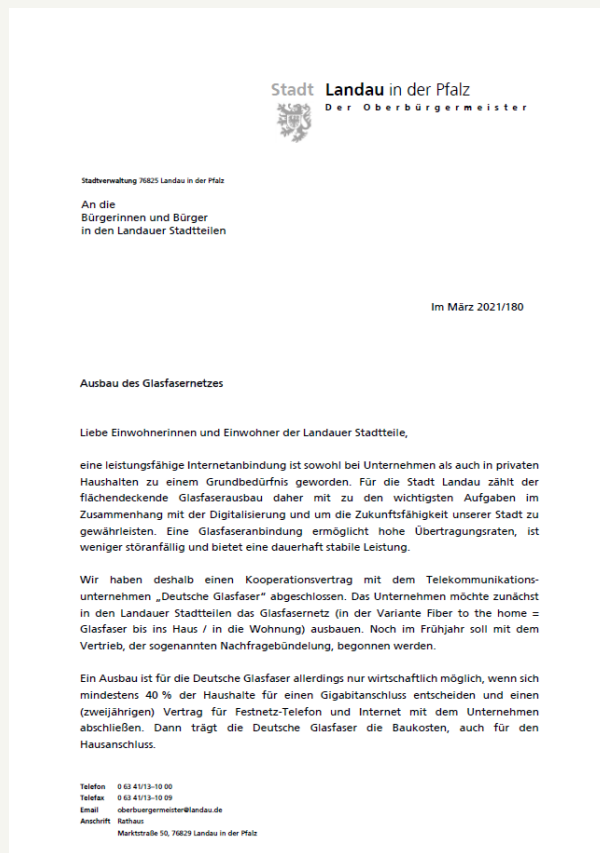 Stadt Landau in der Pfalz
Der Oberbürgermeister
Stadtverwaltung 76825 Landau in der Pfalz
An die
Bürgerinnen und Bürger
in den Landauer Stadtteilen
Im März 2021/180
Ausbau des Glasfasernetzes
Liebe Einwohnerinnen und Einwohner der Landauer Stadtteile,
eine leistungsfähige Internetanbindung ist sowohl bei Unternehmen als auch in privaten
Haushalten zu einem Grundbedürfnis geworden. Für die Stadt Landau zählt der
flächendeckende Glasfaserausbau daher mit zu den wichtigsten Aufgaben im
Zusammenhang mit der Digitalisierung und um die Zukunftsfähigkeit unserer Stadt zu
gewährleisten. Eine Glasfaseranbindung ermöglicht hohe Übertragungsraten, ist
weniger störanfällig und bietet eine dauerhaft stabile Leistung.
Wir haben deshalb einen Kooperationsvertrag mit dem Telekommunikations-
unternehmen „Deutsche Glasfaser“ abgeschlossen. Das Unternehmen möchte zunächst
in den Landauer Stadtteilen das Glasfasernetz (in der Variante Fiber to the home =
Glasfaser bis ins Haus / in die Wohnung) ausbauen. Noch im Frühjahr soll mit dem
Vertrieb, der sogenannten Nachfragebündelung, begonnen werden.
Ein Ausbau ist für die Deutsche Glasfaser allerdings nur wirtschaftlich möglich, wenn sich
mindestens 40 % der Haushalte für einen Gigabitanschluss entscheiden und einen
(zweijährigen) Vertrag für Festnetz-Telefon und Internet mit dem Unternehmen
abschließen. Dann trägt die Deutsche Glasfaser die Baukosten, auch für den
Hausanschluss.
Telefon 0 63 41/13–10 00
Telefax 0 63 41/13–10 09
Email oberbuergermeister@landau.de
Anschrift Rathaus
Marktstraße 50, 76829 Landau in der Pfalz